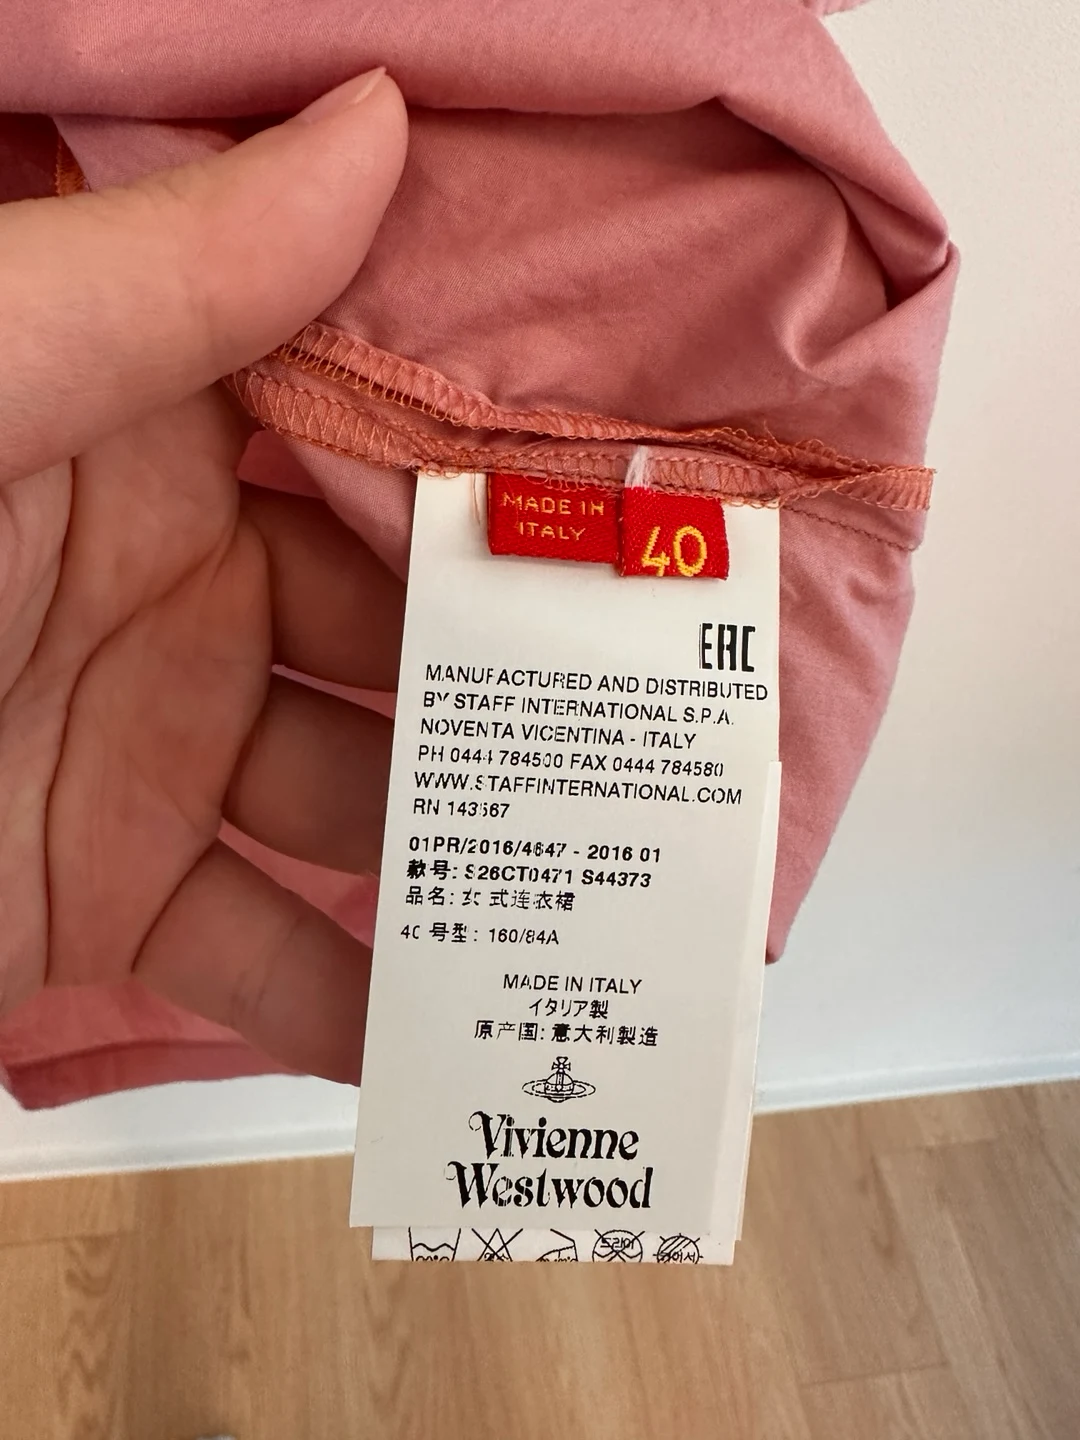 MADE IN
ITALY
40
EAC
MANUFACTURED AND DISTRIBUTED
BY STAFF INTERNATIONAL S.P.A.
NOVENTA VICENTINA - ITALY
PH 0444 784500 FAX 0444 784580
WWW.STAFFINTERNATIONAL.COM
RN 143567
01PR/2016/4647 - 2016 01
款号: S26CT0471 S44373
品名: 女式连衣裙
40 号型: 160/84A
MADE IN ITALY
イタリア製
原产国: 意大利製造
Vivienne
Westwood
드라이